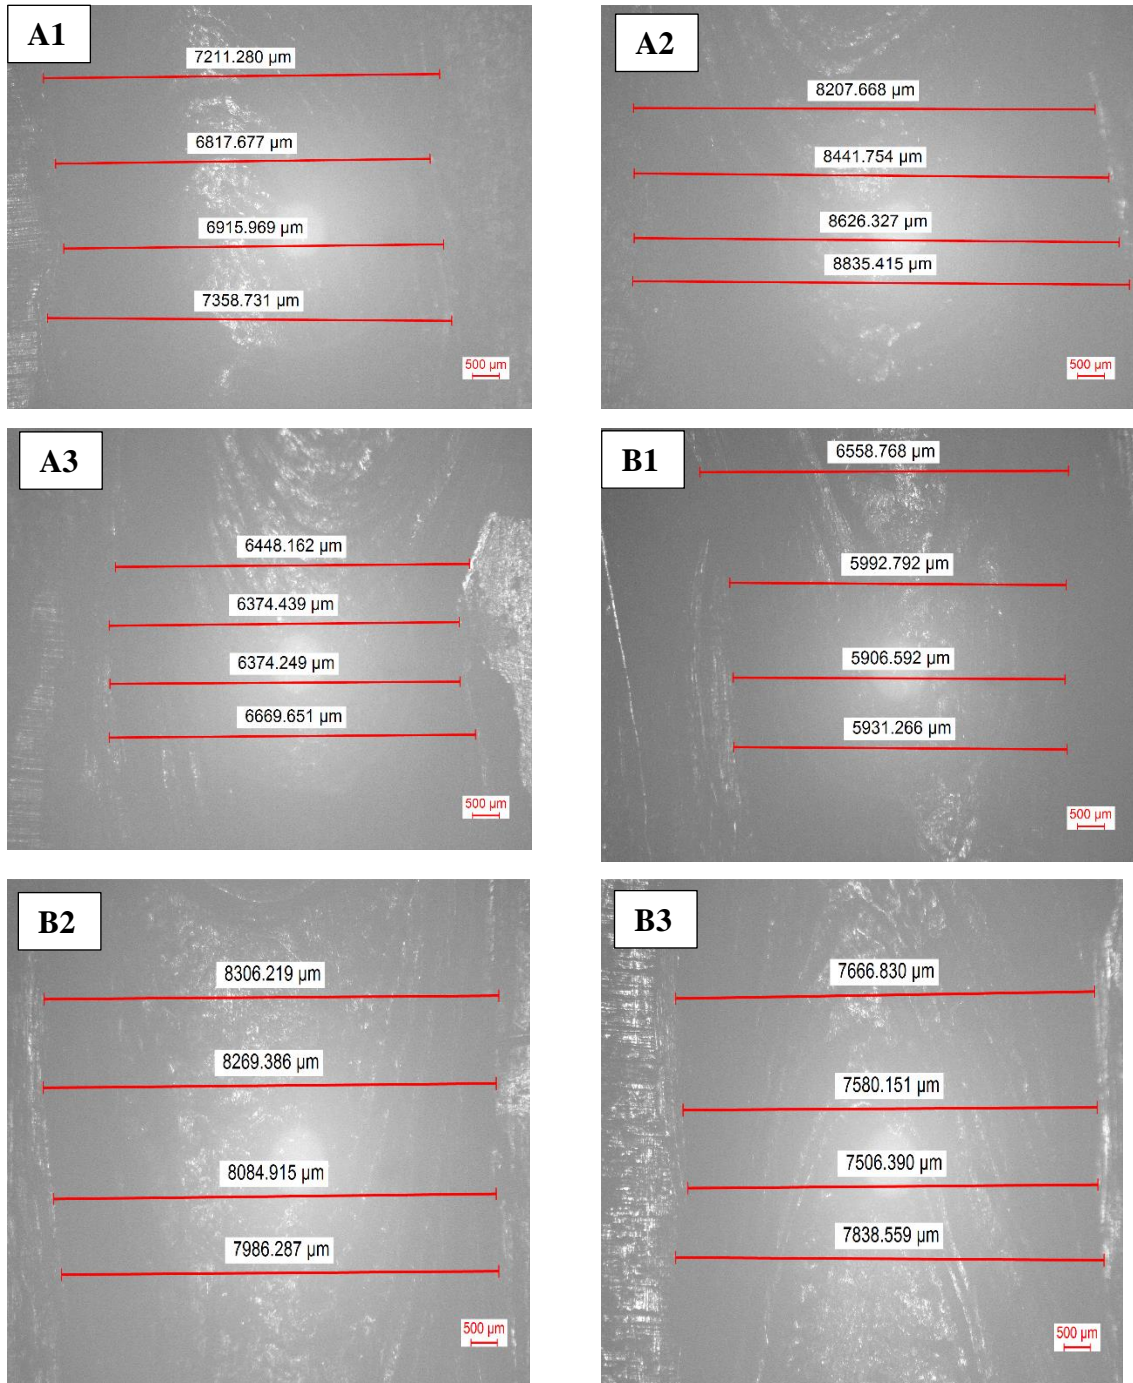 A1
7211.280 µm
6817.677 µm
6915.969 µm
7358.731 µm
500 µm
A2
8207.668 µm
8441.754 µm
8626.327 µm
8835.415 µm
500 µm
A3
6448.162 µm
6374.439 µm
6374.249 µm
6669.651 µm
500 µm
B1
6558.768 µm
5992.792 µm
5906.592 µm
5931.266 µm
500 µm
B2
8306.219 µm
8269.386 µm
8084.915 µm
7986.287 µm
500 µm
B3
7666.830 µm
7580.151 µm
7506.390 µm
7838.559 µm
500 µm